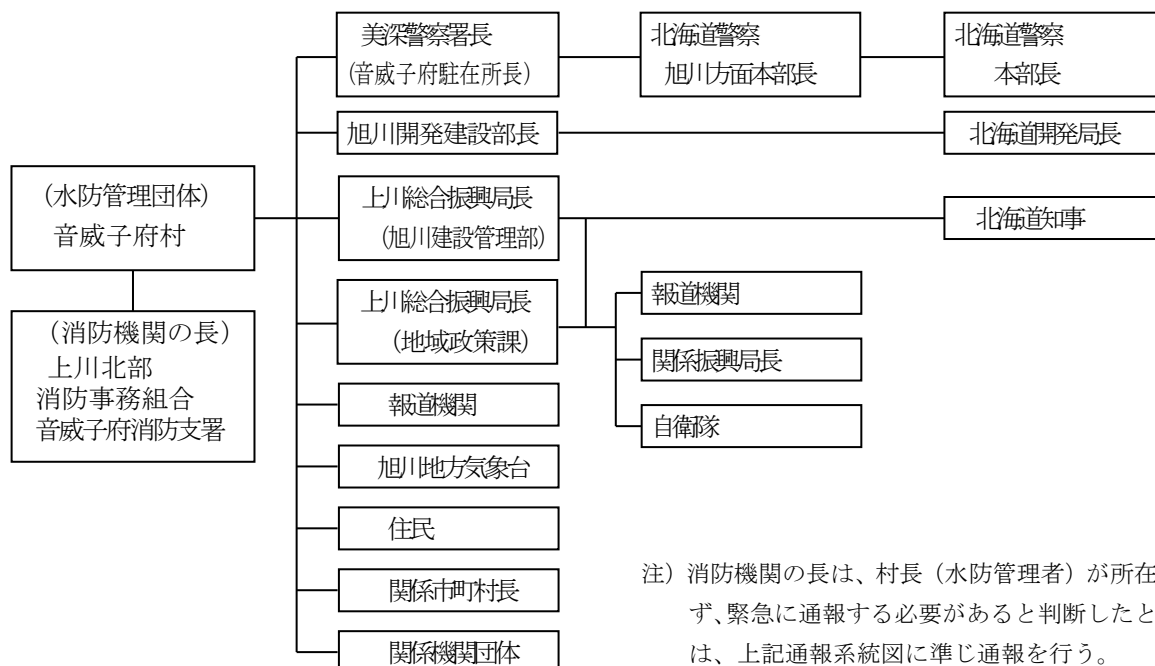 美深警察署長
(音威子府駐在所長)
北海道警察
旭川方面本部長
北海道警察
本部長
旭川開発建設部長
北海道開発局長
(水防管理団体)
音威子府村
上川総合振興局長
(旭川建設管理部)
北海道知事
上川総合振興局長
(地域政策課)
報道機関
関係振興局長
自衛隊
(消防機関の長)
上川北部
消防事務組合
音威子府消防支署
報道機関
旭川地方気象台
住民
関係市町村長
関係機関団体
注）消防機関の長は、村長（水防管理者）が所在
ず、緊急に通報する必要があると判断したと
は、上記通報系統図に準じ通報を行う。